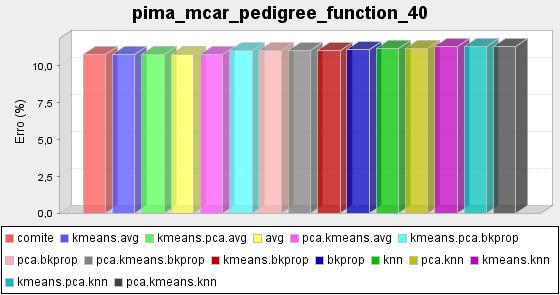 pima_mcar_pedigree_function_40
Erro (%)
10,0
7,5
5,0
2,5
0,0
comite kmeans.avg kmeans.pca.avg avg pca.kmeans.avg kmeans.pca.bkprop
pca.bkprop pca.kmeans.bkprop kmeans.bkprop bkprop knn pca.knn kmeans.knn
kmeans.pca.knn pca.kmeans.knn